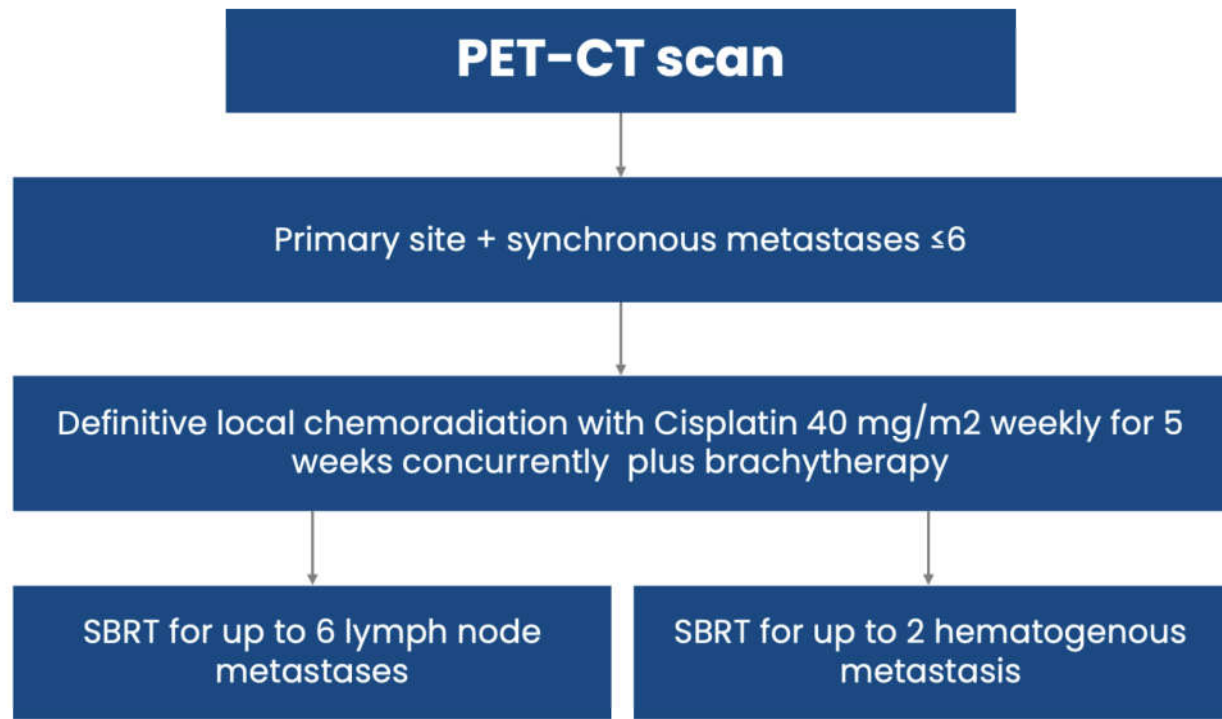 PET-CT scan
Primary site + synchronous metastases ≤6
Definitive local chemoradiation with Cisplatin 40 mg/m2 weekly for 5
weeks concurrently  plus brachytherapy
SBRT for up to 6 lymph node
metastases
SBRT for up to 2 hematogenous
metastasis